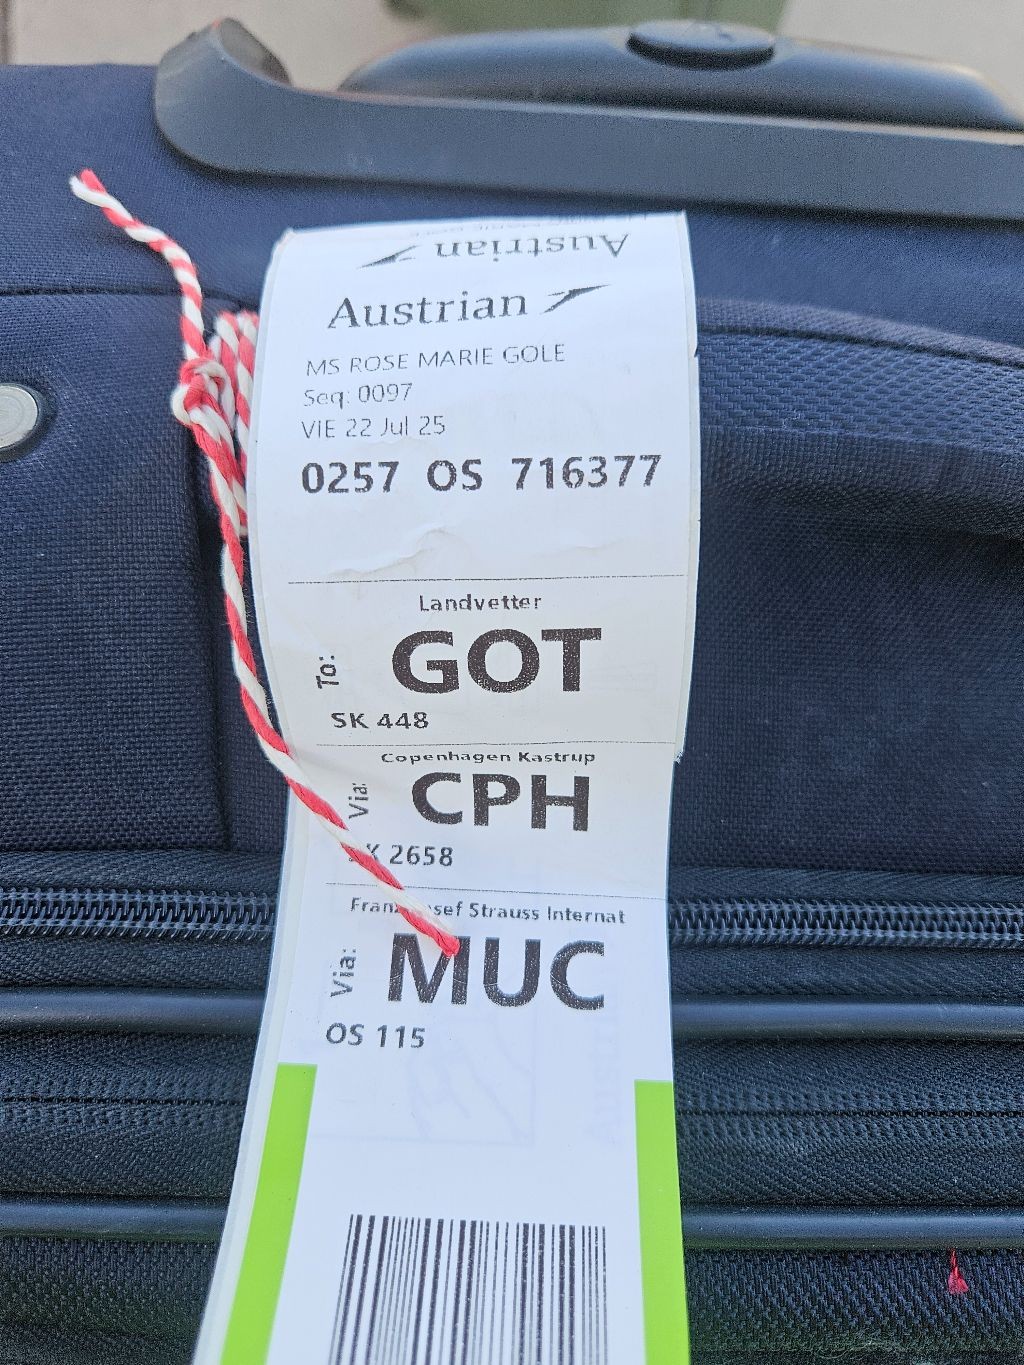 Austrian
Austrian
MS ROSE MARIE GOLE
Seq: 0097
VIE 22 Jul 25
0257 OS 716377
Landvetter
To: GOT
SK 448
Copenhagen Kastrup
Via: CPH
2658
Strauss Internat
Via: MUC
OS 115